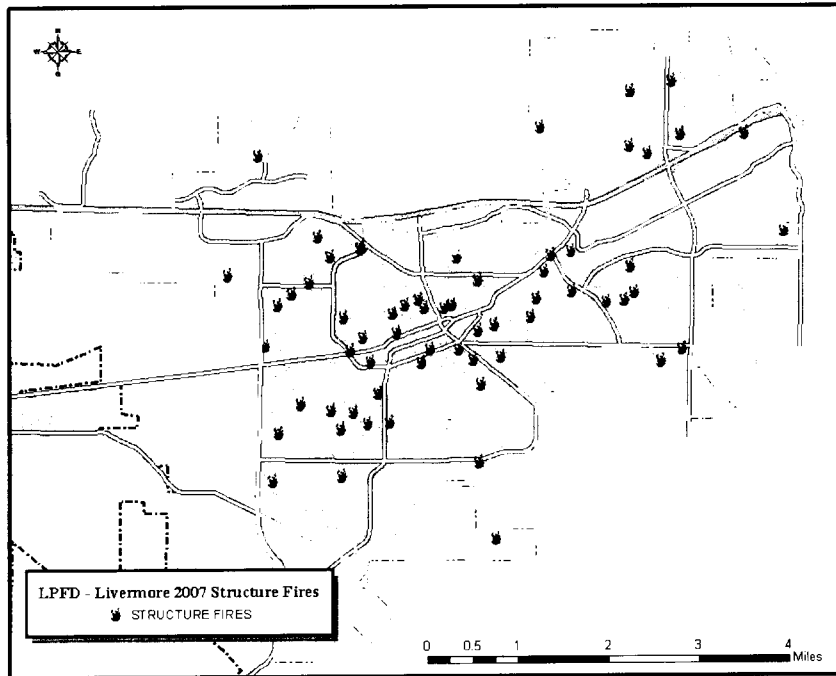 N
W E
S
LPFD - Livermore 2007 Structure Fires
STRUCTURE FIRES
0 0.5 1 2 3 4
Miles